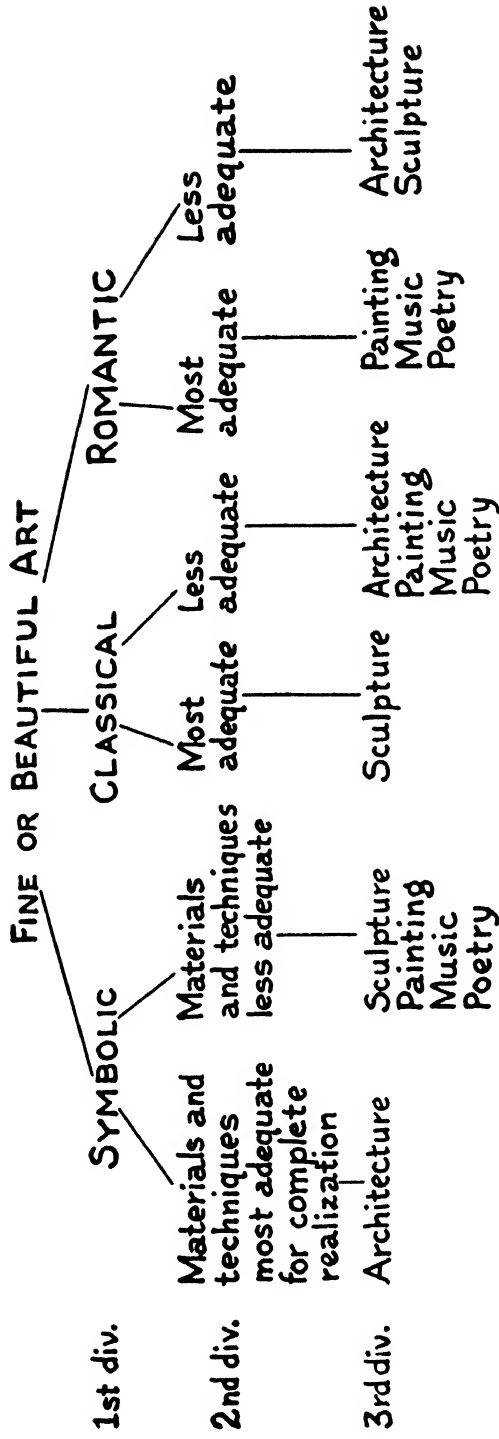 FINE OR BEAUTIFUL ART
1st div.
SYMBOLIC
CLASSICAL
ROMANTIC
2nd div.
Materials and
techniques
most adequate
for complete
realization
Materials
and techniques
less adequate
Most
adequate
Less
adequate
Most
adequate
Less
adequate
3rd div.
Architecture
Sculpture
Painting
Music
Poetry
Sculpture
Architecture
Painting
Music
Poetry
Painting
Music
Poetry
Architecture
Sculpture